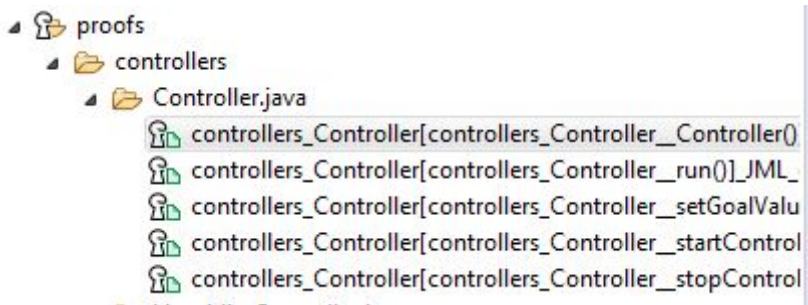 proofs
controllers
Controller.java
controllers_Controller[controllers_Controller__Controller()
controllers_Controller[controllers_Controller__run()]_JML_
controllers_Controller[controllers_Controller__setGoalValu
controllers_Controller[controllers_Controller__startControl
controllers_Controller[controllers_Controller__stopControl